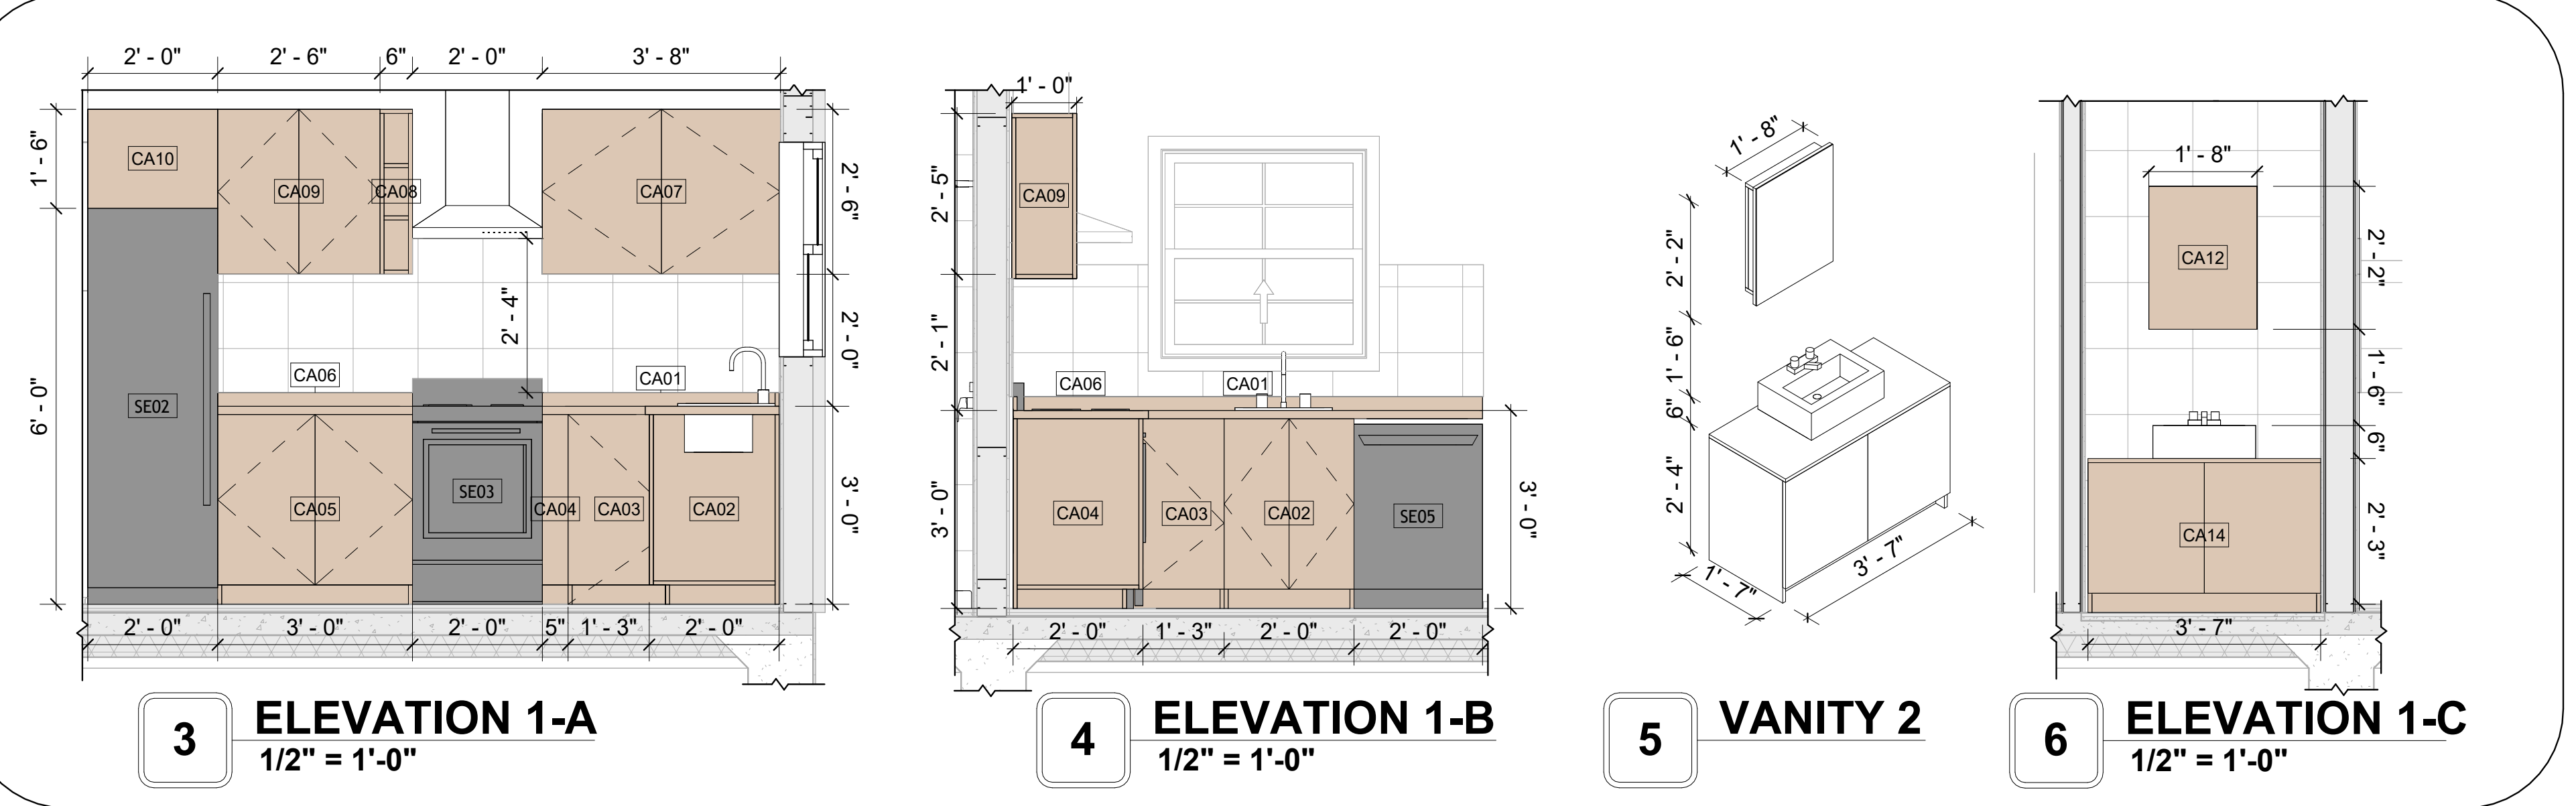 2' - 0" 2' - 6" 6" 2' - 0" 3' - 8"
1' - 6"
6' - 0"
CA10
CA09
CA08
CA07
2' - 6"
2' - 0"
3' - 0"
2' - 4"
SE02
CA06
CA01
CA05
SE03
CA04
CA03
CA02
2' - 0" 3' - 0" 2' - 0" 5" 1' - 3" 2' - 0"
3 ELEVATION 1-A
1/2" = 1'-0"
1' - 0"
2' - 5"
2' - 1"
3' - 0"
CA09
CA06
CA01
CA04
CA03
CA02
SE05
3' - 0"
2' - 0" 1' - 3" 2' - 0" 2' - 0"
4 ELEVATION 1-B
1/2" = 1'-0"
1' - 8"
2' - 2"
1' - 6"
6"
2' - 4"
1' - 7"
3' - 7"
5 VANITY 2
1' - 8"
CA12
2' - 2"
1' - 6"
6"
2' - 3"
CA14
3' - 7"
6 ELEVATION 1-C
1/2" = 1'-0"